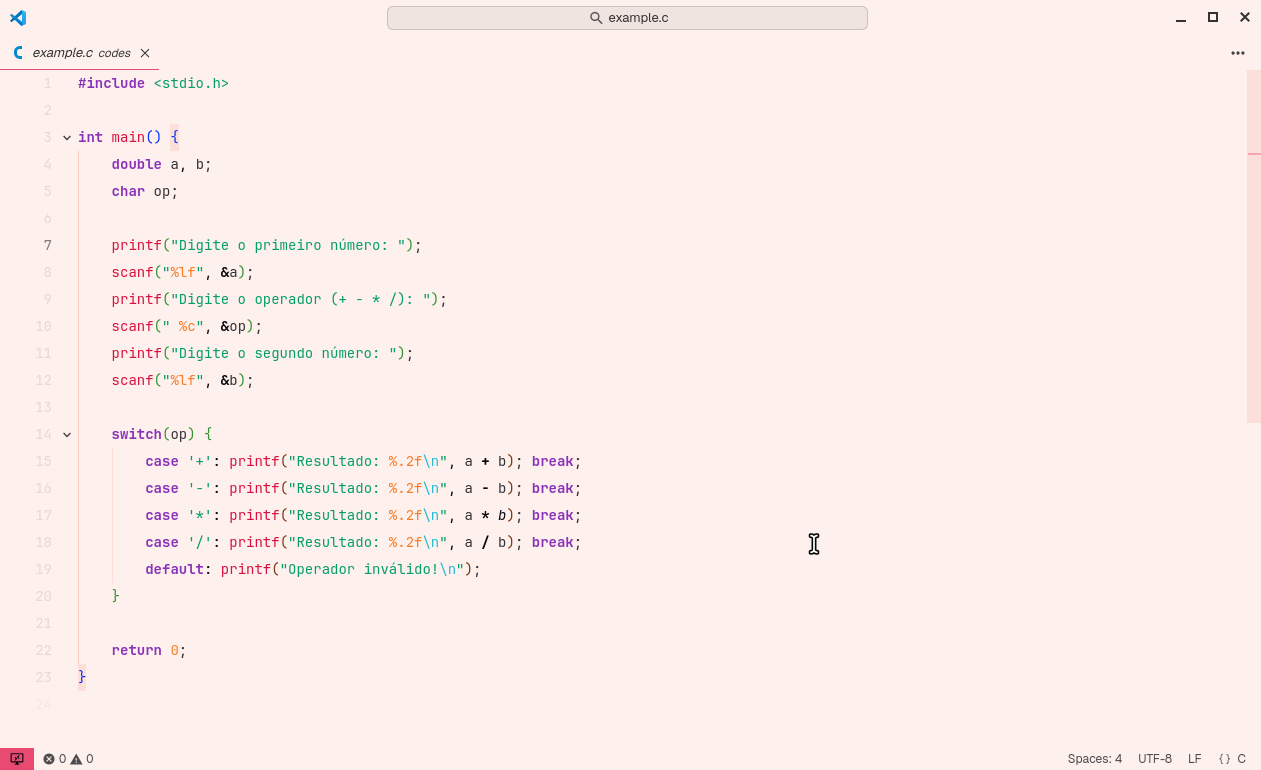 example.c
example.c codes
1 #include <stdio.h>
2
3 int main() {
4     double a, b;
5     char op;
6
7     printf("Digite o primeiro número: ");
8     scanf("%lf", &a);
9     printf("Digite o operador (+ - * /): ");
10     scanf(" %c", &op);
11     printf("Digite o segundo número: ");
12     scanf("%lf", &b);
13
14     switch(op) {
15         case '+': printf("Resultado: %.2f\n", a + b); break;
16         case '-': printf("Resultado: %.2f\n", a - b); break;
17         case '*': printf("Resultado: %.2f\n", a * b); break;
18         case '/': printf("Resultado: %.2f\n", a / b); break;
19         default: printf("Operador inválido!\n");
20     }
21
22     return 0;
23 }
24
0 0 Spaces: 4 UTF-8 LF {} C